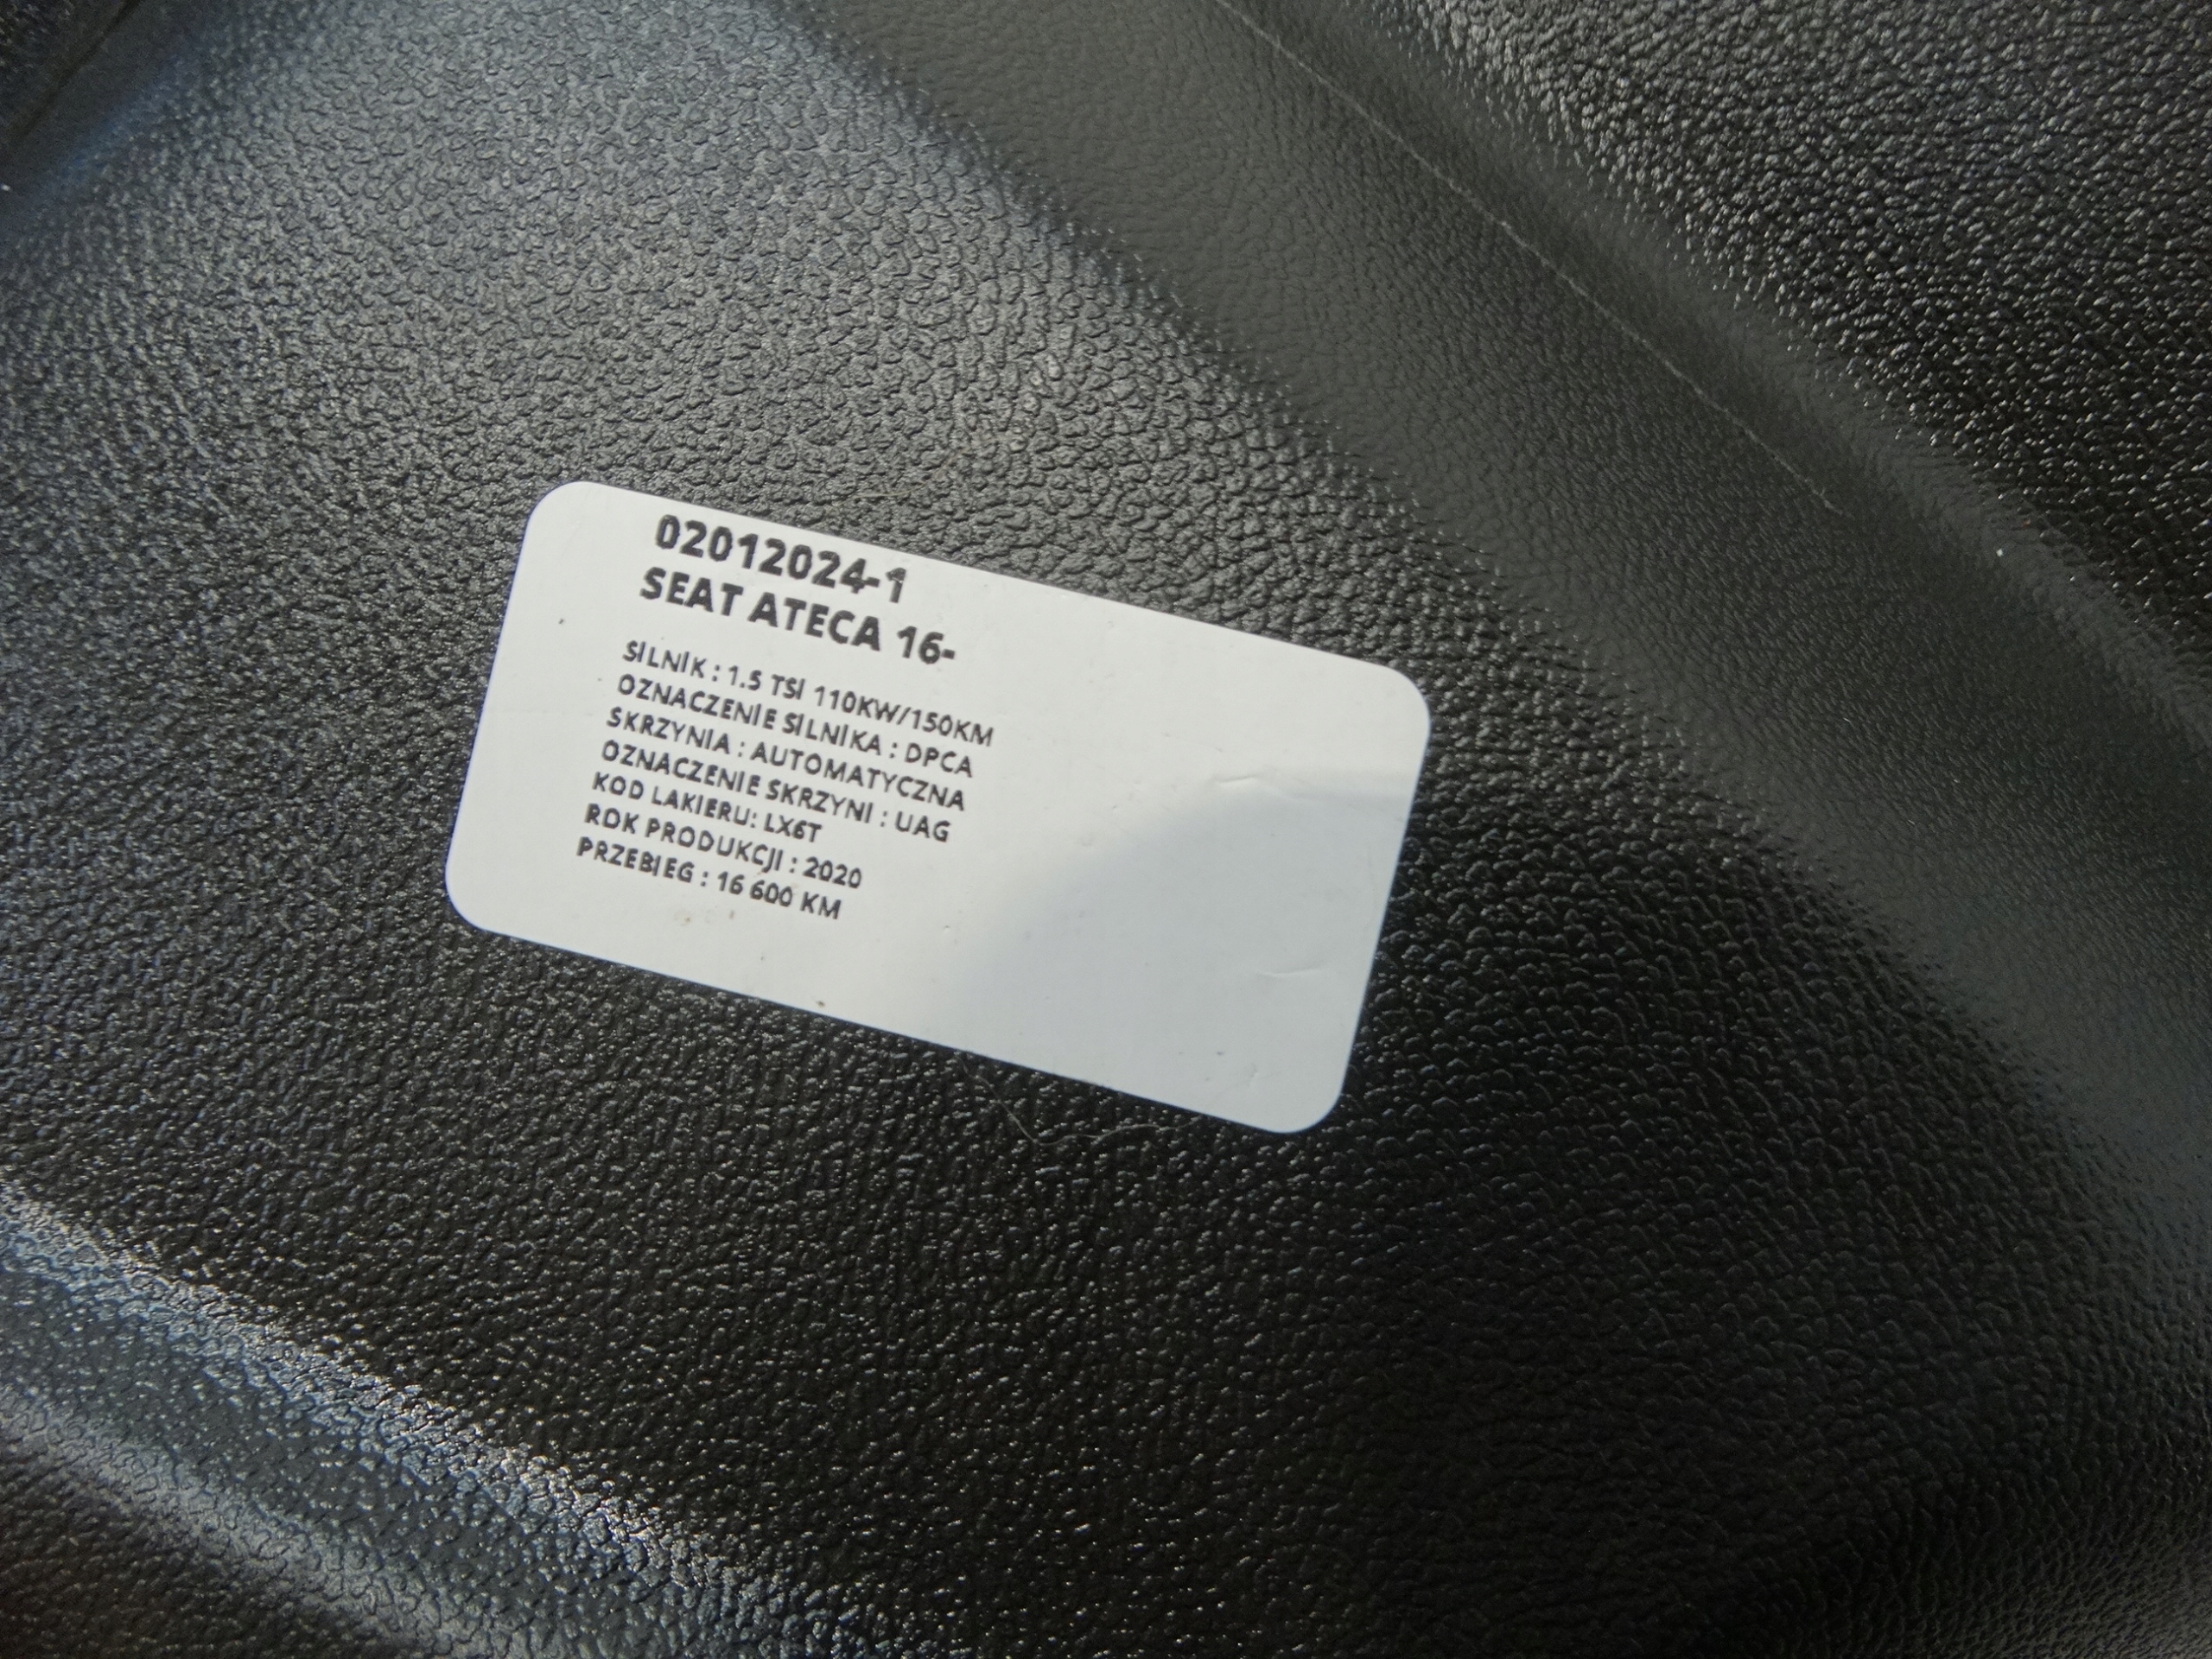 02012024-1
SEAT ATECA 16-
SILNIK : 1.5 TSI 110KW/150KM
OZNACZENIE SILNIKA : DPCA
SKRZYNIA : AUTOMATYCZNA
OZNACZENIE SKRZYNI : UAG
KOD LAKIERU: LX6T
ROK PRODUKCJI : 2020
PRZEBIEG : 16 600 KM